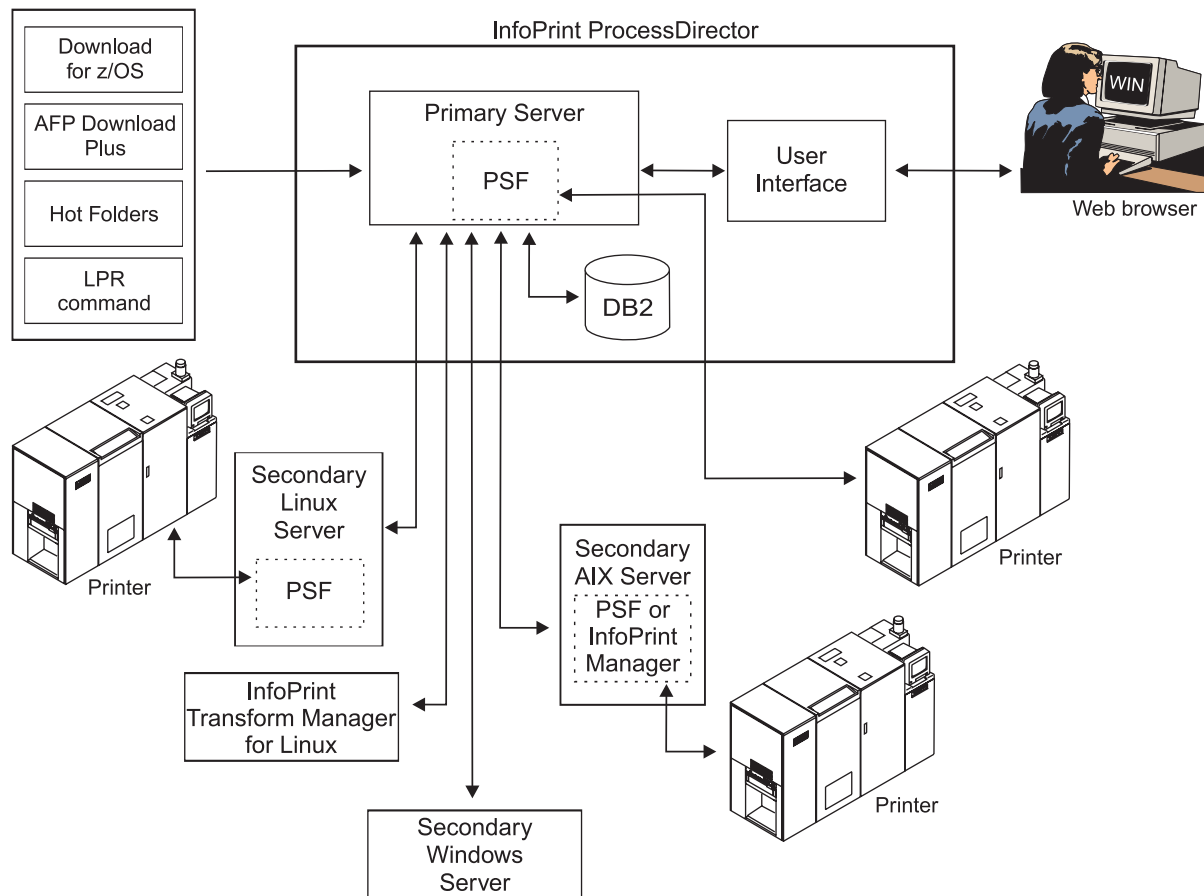 InfoPrint ProcessDirector
Download
for z/OS
AFP Download
Plus
Hot Folders
LPR
command
Primary Server
PSF
User
Interface
DB2
WIN
Web browser
Printer
Secondary
Linux
Server
PSF
Secondary
AIX Server
PSF or
InfoPrint
Manager
Printer
InfoPrint
Transform Manager
for Linux
Printer
Secondary
Windows
Server